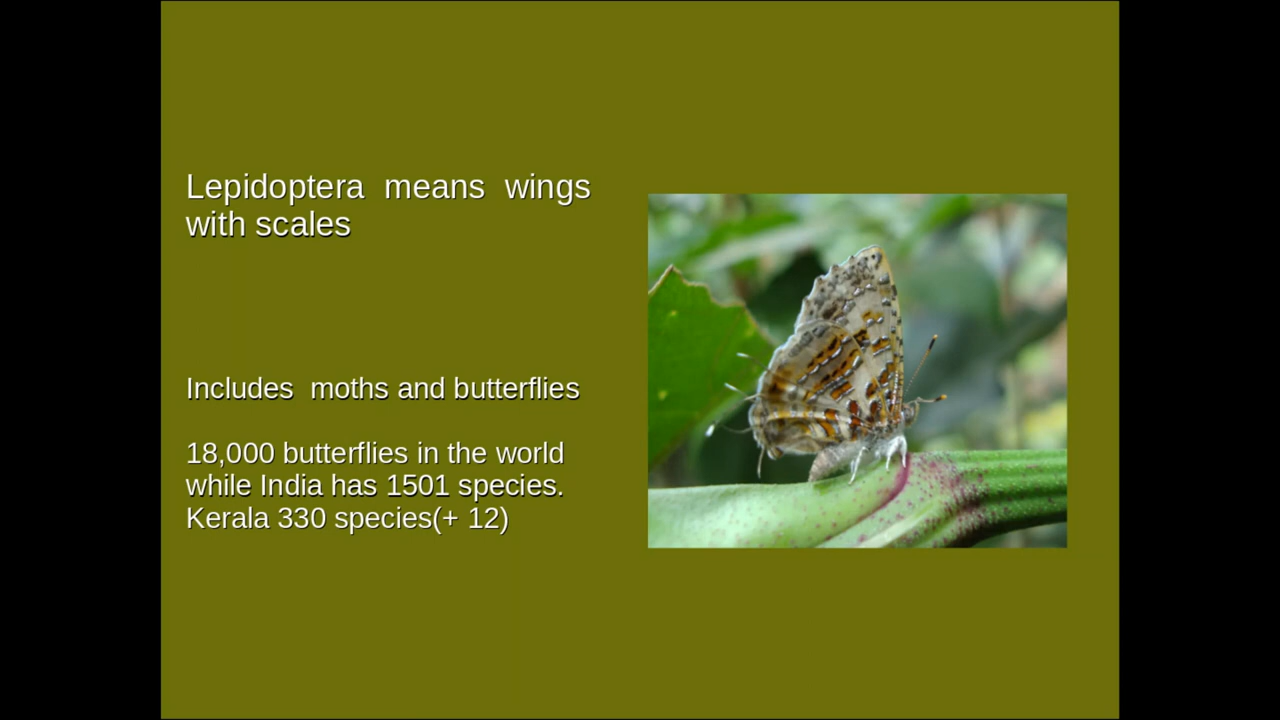 Lepidoptera means wings
with scales
Includes moths and butterflies
18,000 butterflies in the world
while India has 1501 species.
Kerala 330 species(+ 12)